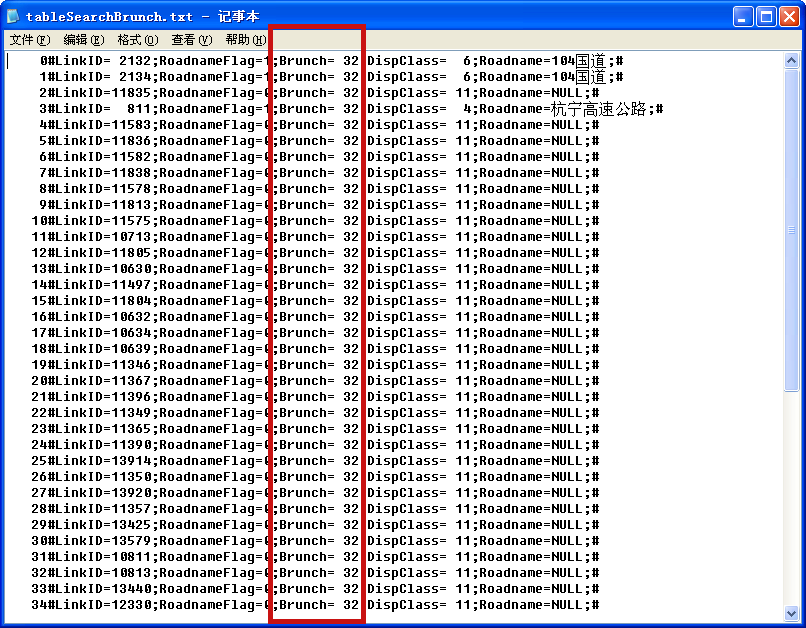 tableSearchBrunch.txt - 记事本
文件(F) 编辑(E) 格式(O) 查看(V) 帮助(H)
0#LinkID= 2132;RoadnameFlag=1;Brunch= 32 DispClass=  6;Roadname=104国道;#
1#LinkID= 2134;RoadnameFlag=1;Brunch= 32 DispClass=  6;Roadname=104国道;#
2#LinkID=11835;RoadnameFlag=0;Brunch= 32 DispClass= 11;Roadname=NULL;#
3#LinkID=  811;RoadnameFlag=1;Brunch= 32 DispClass=  4;Roadname=杭宁高速公路;#
4#LinkID=11583;RoadnameFlag=0;Brunch= 32 DispClass= 11;Roadname=NULL;#
5#LinkID=11836;RoadnameFlag=0;Brunch= 32 DispClass= 11;Roadname=NULL;#
6#LinkID=11582;RoadnameFlag=0;Brunch= 32 DispClass= 11;Roadname=NULL;#
7#LinkID=11838;RoadnameFlag=0;Brunch= 32 DispClass= 11;Roadname=NULL;#
8#LinkID=11578;RoadnameFlag=0;Brunch= 32 DispClass= 11;Roadname=NULL;#
9#LinkID=11813;RoadnameFlag=0;Brunch= 32 DispClass= 11;Roadname=NULL;#
10#LinkID=11575;RoadnameFlag=0;Brunch= 32 DispClass= 11;Roadname=NULL;#
11#LinkID=10713;RoadnameFlag=0;Brunch= 32 DispClass= 11;Roadname=NULL;#
12#LinkID=11805;RoadnameFlag=0;Brunch= 32 DispClass= 11;Roadname=NULL;#
13#LinkID=10630;RoadnameFlag=0;Brunch= 32 DispClass= 11;Roadname=NULL;#
14#LinkID=11497;RoadnameFlag=0;Brunch= 32 DispClass= 11;Roadname=NULL;#
15#LinkID=11804;RoadnameFlag=0;Brunch= 32 DispClass= 11;Roadname=NULL;#
16#LinkID=10632;RoadnameFlag=0;Brunch= 32 DispClass= 11;Roadname=NULL;#
17#LinkID=10634;RoadnameFlag=0;Brunch= 32 DispClass= 11;Roadname=NULL;#
18#LinkID=10639;RoadnameFlag=0;Brunch= 32 DispClass= 11;Roadname=NULL;#
19#LinkID=11346;RoadnameFlag=0;Brunch= 32 DispClass= 11;Roadname=NULL;#
20#LinkID=11367;RoadnameFlag=0;Brunch= 32 DispClass= 11;Roadname=NULL;#
21#LinkID=11396;RoadnameFlag=0;Brunch= 32 DispClass= 11;Roadname=NULL;#
22#LinkID=11349;RoadnameFlag=0;Brunch= 32 DispClass= 11;Roadname=NULL;#
23#LinkID=11365;RoadnameFlag=0;Brunch= 32 DispClass= 11;Roadname=NULL;#
24#LinkID=11390;RoadnameFlag=0;Brunch= 32 DispClass= 11;Roadname=NULL;#
25#LinkID=13914;RoadnameFlag=0;Brunch= 32 DispClass= 11;Roadname=NULL;#
26#LinkID=11350;RoadnameFlag=0;Brunch= 32 DispClass= 11;Roadname=NULL;#
27#LinkID=13920;RoadnameFlag=0;Brunch= 32 DispClass= 11;Roadname=NULL;#
28#LinkID=11357;RoadnameFlag=0;Brunch= 32 DispClass= 11;Roadname=NULL;#
29#LinkID=13425;RoadnameFlag=0;Brunch= 32 DispClass= 11;Roadname=NULL;#
30#LinkID=13579;RoadnameFlag=0;Brunch= 32 DispClass= 11;Roadname=NULL;#
31#LinkID=10811;RoadnameFlag=0;Brunch= 32 DispClass= 11;Roadname=NULL;#
32#LinkID=10813;RoadnameFlag=0;Brunch= 32 DispClass= 11;Roadname=NULL;#
33#LinkID=13440;RoadnameFlag=0;Brunch= 32 DispClass= 11;Roadname=NULL;#
34#LinkID=12330;RoadnameFlag=0;Brunch= 32 DispClass= 11;Roadname=NULL;#